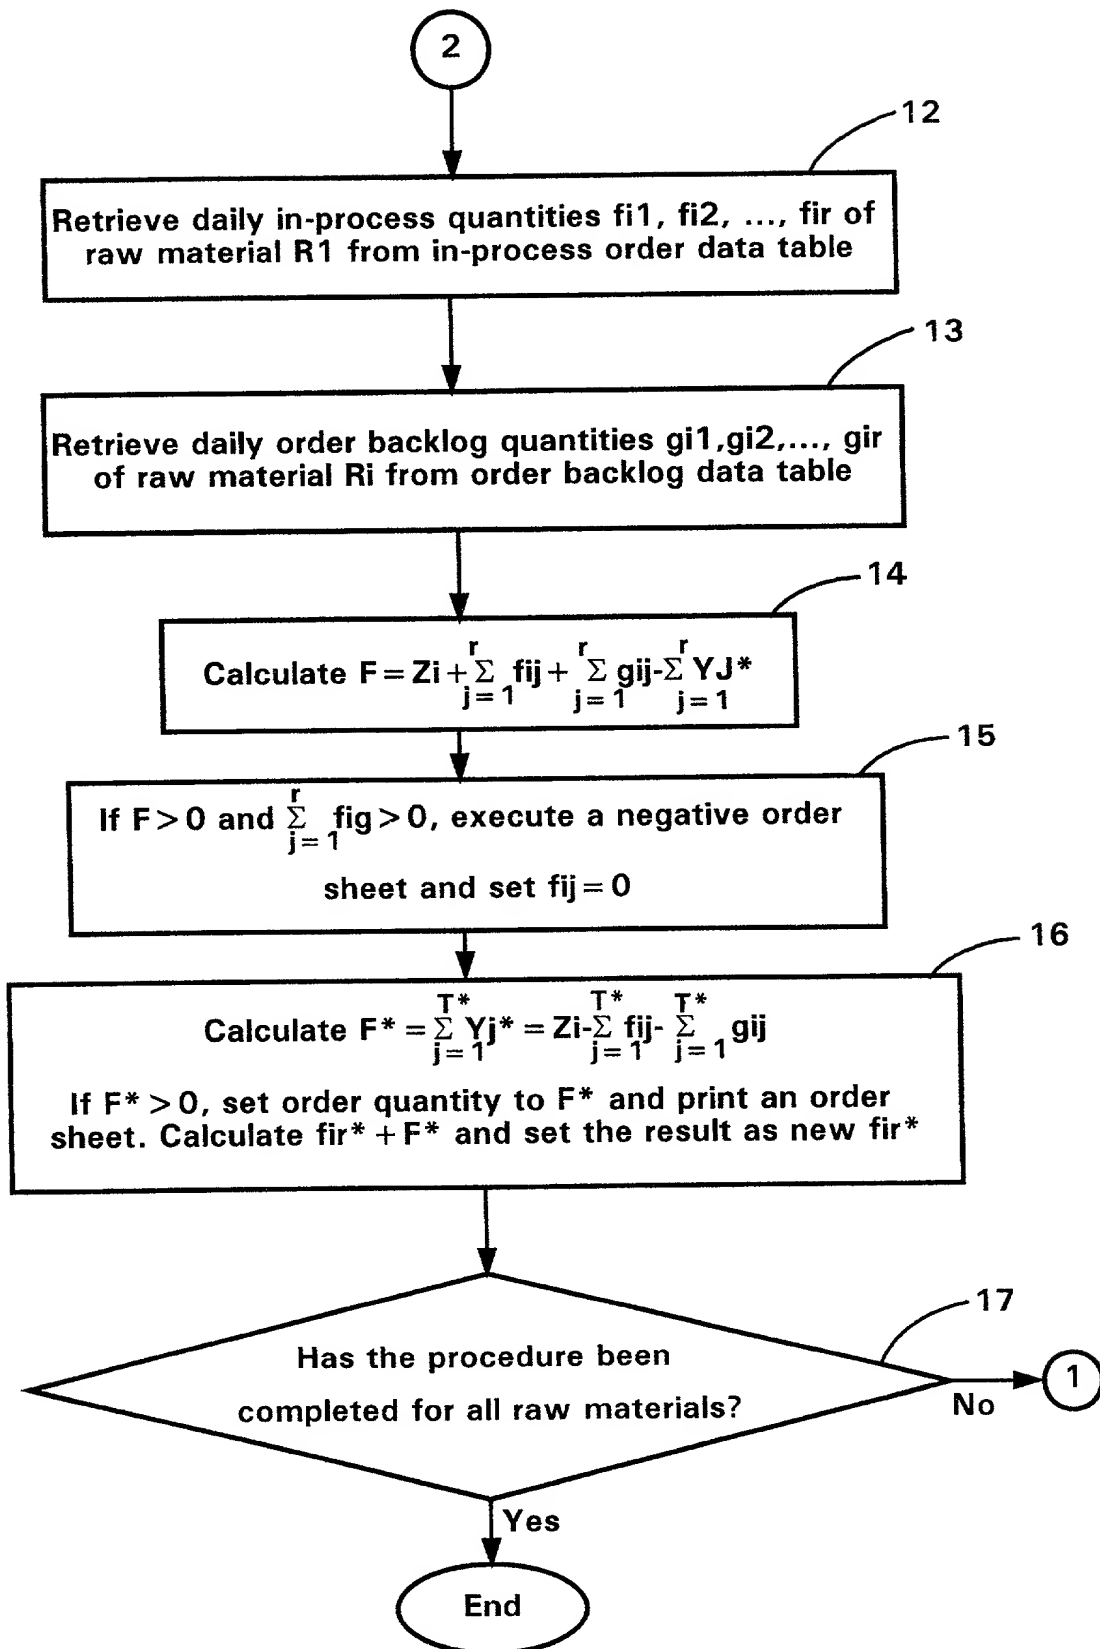 2
12
Retrieve daily in-process quantities fi1, fi2, ..., fir of
raw material R1 from in-process order data table
13
Retrieve daily order backlog quantities gi1,gi2,..., gir
of raw material Ri from order backlog data table
14
r r r
Calculate F = Zi + Σ fij + Σ gij - Σ YJ*
j = 1 j = 1 j = 1
15
r
If F > 0 and Σ fig > 0, execute a negative order
j = 1
sheet and set fij = 0
16
T* T* T*
Calculate F* = Σ Yj* = Zi - Σ fij - Σ gij
j = 1 j = 1 j = 1
If F* > 0, set order quantity to F* and print an order
sheet. Calculate fir* + F* and set the result as new fir*
17
Has the procedure been
completed for all raw materials?
No
1
Yes
End